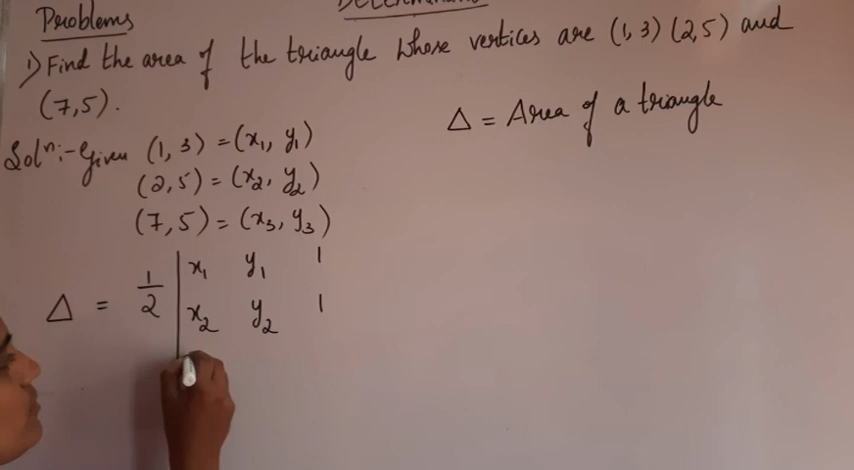 Problems
1) Find the area of the triangle whose vertices are (1, 3) (2,5) and
(7,5).
Δ = Area of a triangle
Solⁿ:- Given (1, 3) = (x₁, y₁)
(2,5) = (x₂, y₂)
(7,5) = (x₃, y₃)
Δ = 1/2 | x₁ y₁ 1
x₂ y₂ 1